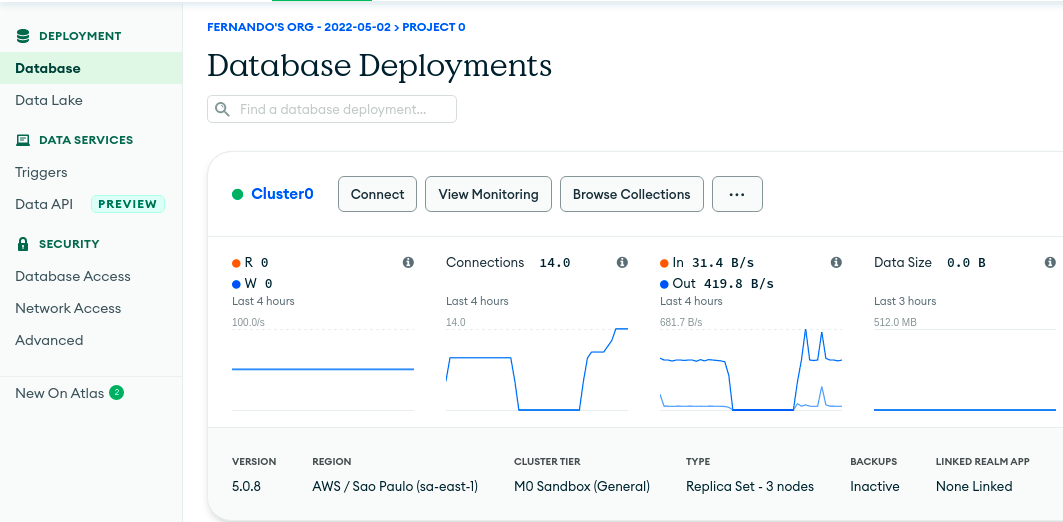 DEPLOYMENT
Database
Data Lake
DATA SERVICES
Triggers
Data API PREVIEW
SECURITY
Database Access
Network Access
Advanced
New On Atlas 2
FERNANDO'S ORG - 2022-05-02 > PROJECT 0
Database Deployments
Find a database deployment...
Cluster0 Connect View Monitoring Browse Collections ...
R 0
W 0
Last 4 hours
100.0/s
Connections 14.0
Last 4 hours
14.0
In 31.4 B/s
Out 419.8 B/s
Last 4 hours
681.7 B/s
Data Size 0.0 B
Last 3 hours
512.0 MB
VERSION REGION CLUSTER TIER TYPE BACKUPS LINKED REALM APP
5.0.8 AWS / Sao Paulo (sa-east-1) M0 Sandbox (General) Replica Set - 3 nodes Inactive None Linked